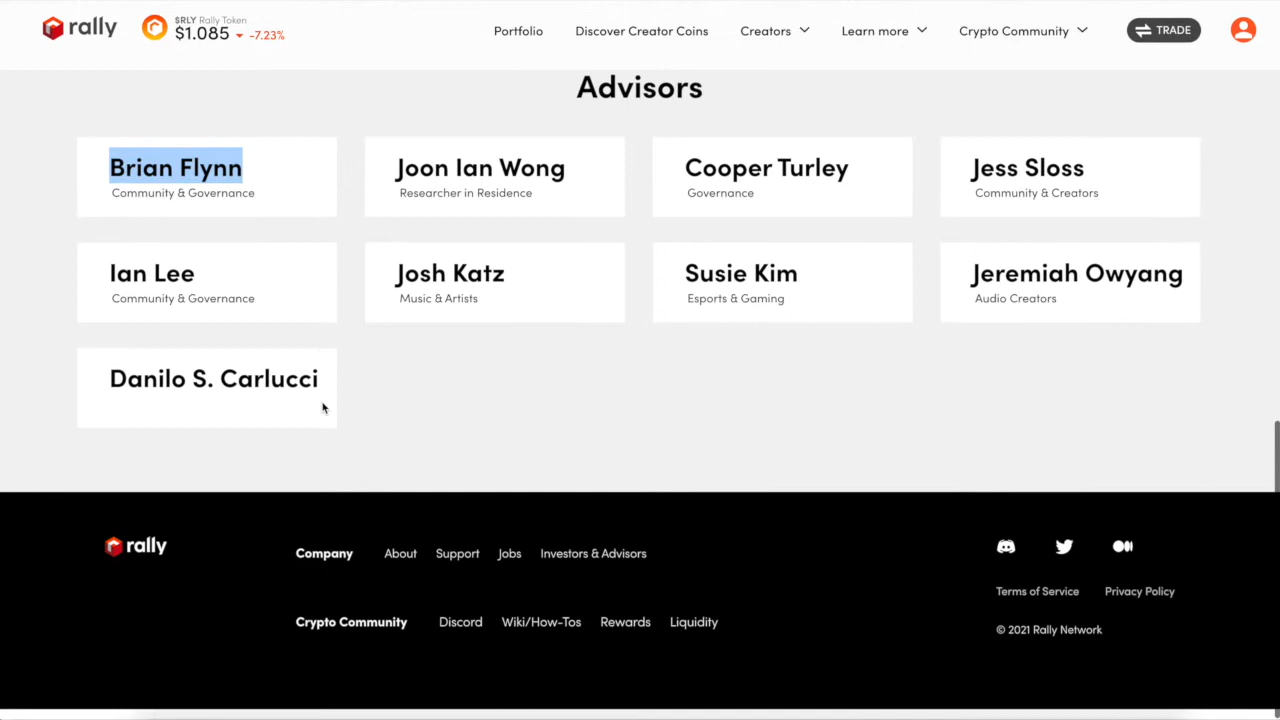 rally
$RLY Rally Token
$1.085 -7.23%
Portfolio
Discover Creator Coins
Creators
Learn more
Crypto Community
TRADE
Advisors
Brian Flynn
Community & Governance
Joon Ian Wong
Researcher in Residence
Cooper Turley
Governance
Jess Sloss
Community & Creators
Ian Lee
Community & Governance
Josh Katz
Music & Artists
Susie Kim
Esports & Gaming
Jeremiah Owyang
Audio Creators
Danilo S. Carlucci
rally
Company About Support Jobs Investors & Advisors
Crypto Community Discord Wiki/How-Tos Rewards Liquidity
Terms of Service Privacy Policy
© 2021 Rally Network